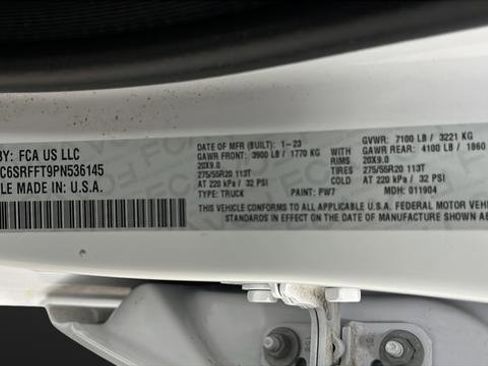 BY: FCA US LLC
C6SRFFT9PN536145
LE MADE IN: U.S.A.
DATE OF MFR (BUILT): 1-23
GAWR FRONT: 3900 LB / 1770 KG
20X9.0
275/55R20 113T
AT 220 kPa / 32 PSI
TYPE: TRUCK
WITH
RIMS
TIRES
PAINT: PW7
GVWR: 7100 LB / 3221 KG
GAWR REAR: 4100 LB / 1860
20X9.0
275/55R20 113T
AT 220 kPa / 32 PSI
MDH: 011904
THIS VEHICLE CONFORMS TO ALL APPLICABLE U.S.A. FEDERAL MOTOR VEHI
STANDARDS IN EFFECT ON THE DATE OF MANUFACTURE SHOWN AB